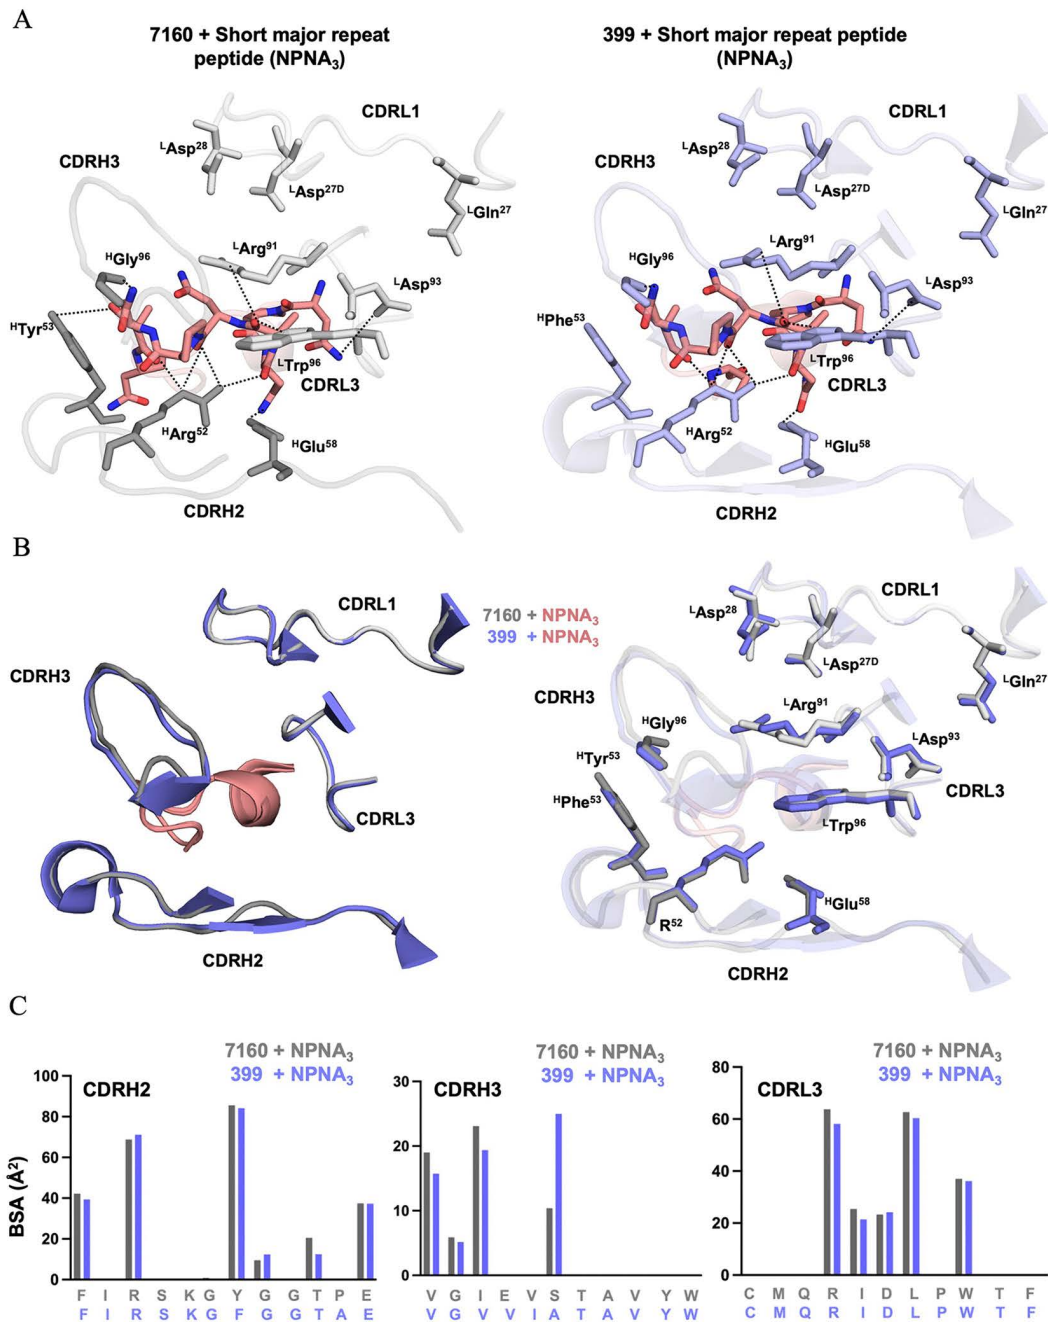 A
7160 + Short major repeat
peptide (NPNA₃)
399 + Short major repeat peptide
(NPNA₃)
CDRL1
ᴸAsp²⁸
CDRH3
ᴸAsp²⁷ᴰ
ᴸGln²⁷
ᴸArg⁹¹
ᴴGly⁹⁶
ᴸAsp⁹³
ᴴTyr⁵³
ᴸTrp⁹⁶
CDRL3
ᴴArg⁵²
ᴴGlu⁵⁸
CDRH2
CDRL1
ᴸAsp²⁸
CDRH3
ᴸAsp²⁷ᴰ
ᴸGln²⁷
ᴸArg⁹¹
ᴴGly⁹⁶
ᴸAsp⁹³
ᴴPhe⁵³
ᴸTrp⁹⁶
CDRL3
ᴴArg⁵²
ᴴGlu⁵⁸
CDRH2
B
CDRL1
7160 + NPNA₃
399 + NPNA₃
CDRH3
CDRL3
CDRH2
ᴸAsp²⁸
ᴸAsp²⁷ᴰ
CDRH3
ᴸGln²⁷
ᴸArg⁹¹
ᴴGly⁹⁶
ᴸAsp⁹³
ᴴTyr⁵³
ᴴPhe⁵³
CDRL3
ᴸTrp⁹⁶
ᴴGlu⁵⁸
R⁵²
CDRH2
C
7160 + NPNA₃
399 + NPNA₃
CDRH2
BSA (Å²)
100
80
60
40
20
0
F I R S K G Y G G T P E
F I R S K G F G G T A E
7160 + NPNA₃
399 + NPNA₃
CDRH3
30
20
10
0
V G I E V S T A V Y W
V G V V I A T A V Y W
7160 + NPNA₃
399 + NPNA₃
CDRL3
80
60
40
20
0
C M Q R I D L P W T F
C M Q R I D L P W T F